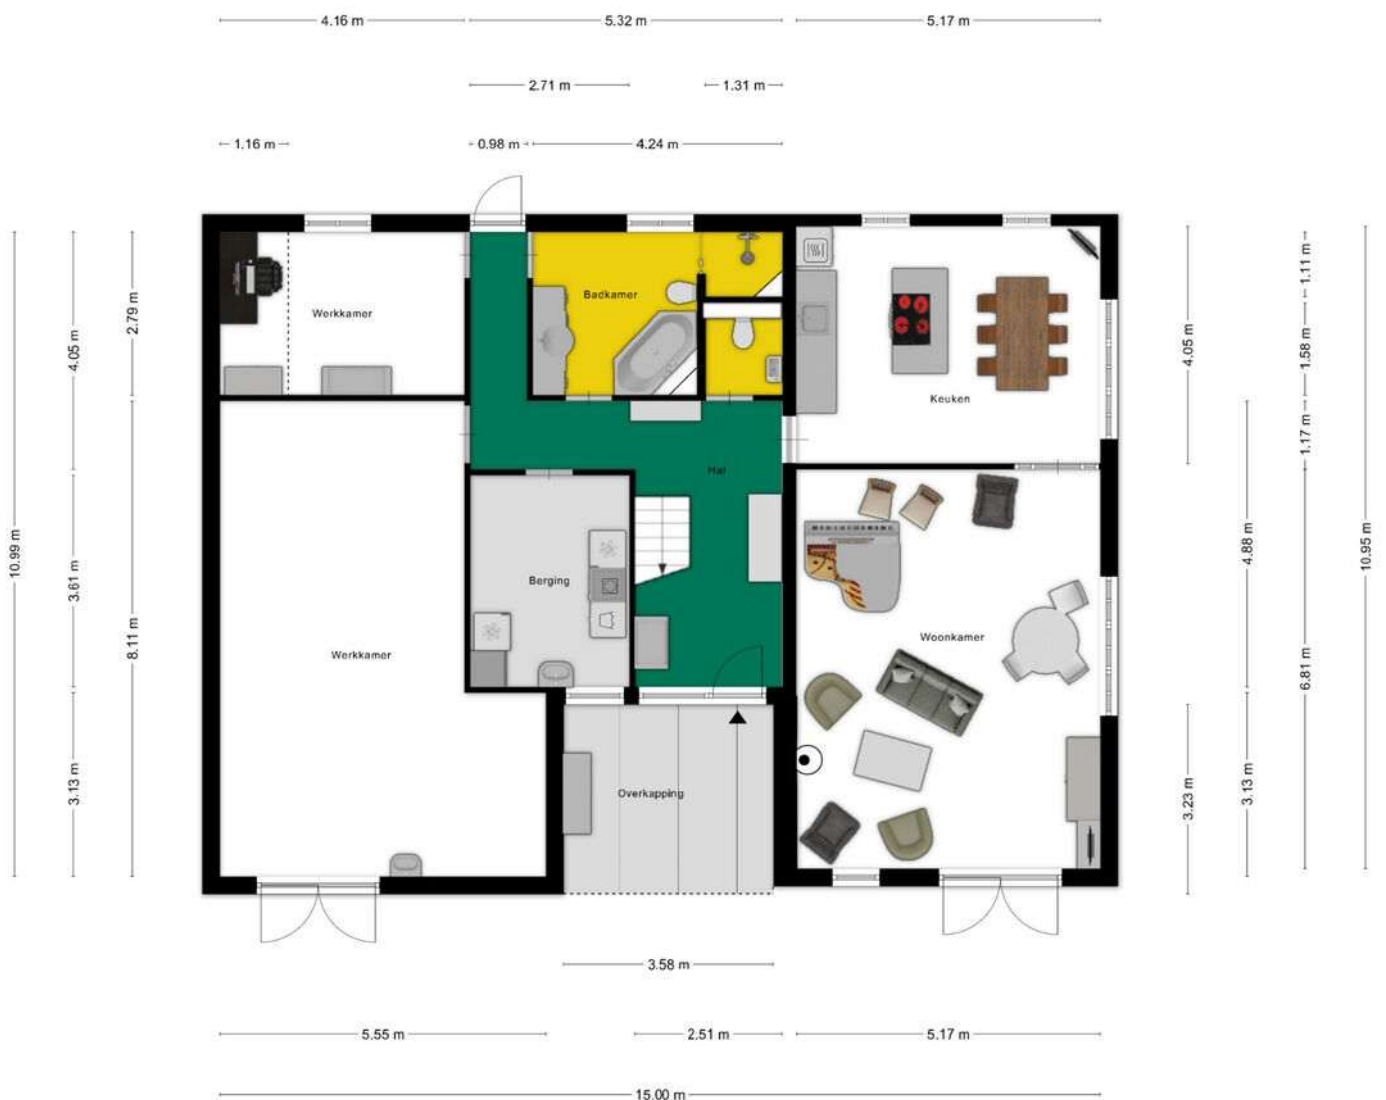 4.16 m
5.32 m
5.17 m
2.71 m
1.31 m
1.16 m
0.98 m
4.24 m
Badkamer
Werkkamer
Keuken
Hal
Berging
Woonkamer
Werkkamer
Overkapping
10.99 m
4.05 m
3.61 m
3.13 m
2.79 m
8.11 m
4.05 m
3.23 m
4.88 m
3.13 m
1.11 m
1.58 m
1.17 m
6.81 m
10.95 m
3.58 m
5.55 m
2.51 m
5.17 m
15.00 m